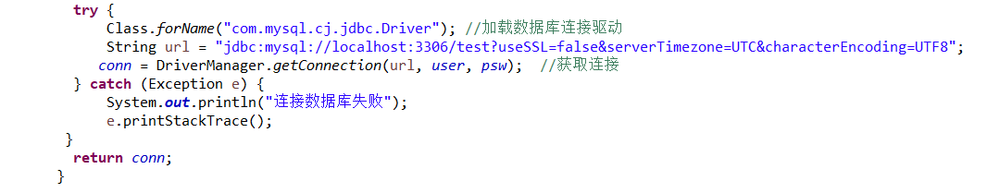 try {
Class.forName("com.mysql.cj.jdbc.Driver"); //加载数据库连接驱动
String url = "jdbc:mysql://localhost:3306/test?useSSL=false&serverTimezone=UTC&characterEncoding=UTF8";
conn = DriverManager.getConnection(url, user, psw);  //获取连接
} catch (Exception e) {
System.out.println("连接数据库失败");
e.printStackTrace();
}
return conn;
}